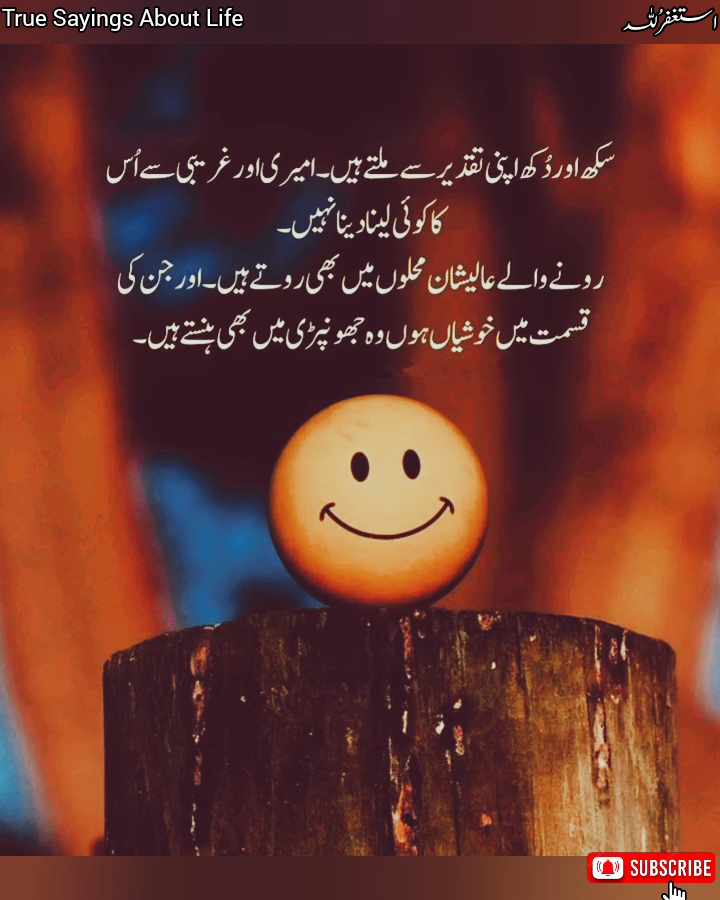 True Sayings About Life
استغفرُللہ
سکھ اور دُکھ اپنی تقدیر سے ملتے ہیں۔ امیری اور غریبی سے اُس
کا کوئی لینا دینا نہیں۔
رونے والے عالیشان محلوں میں بھی روتے ہیں۔ اور جن کی
قسمت میں خوشیاں ہوں وہ جھونپڑی میں بھی ہنستے ہیں۔
SUBSCRIBE